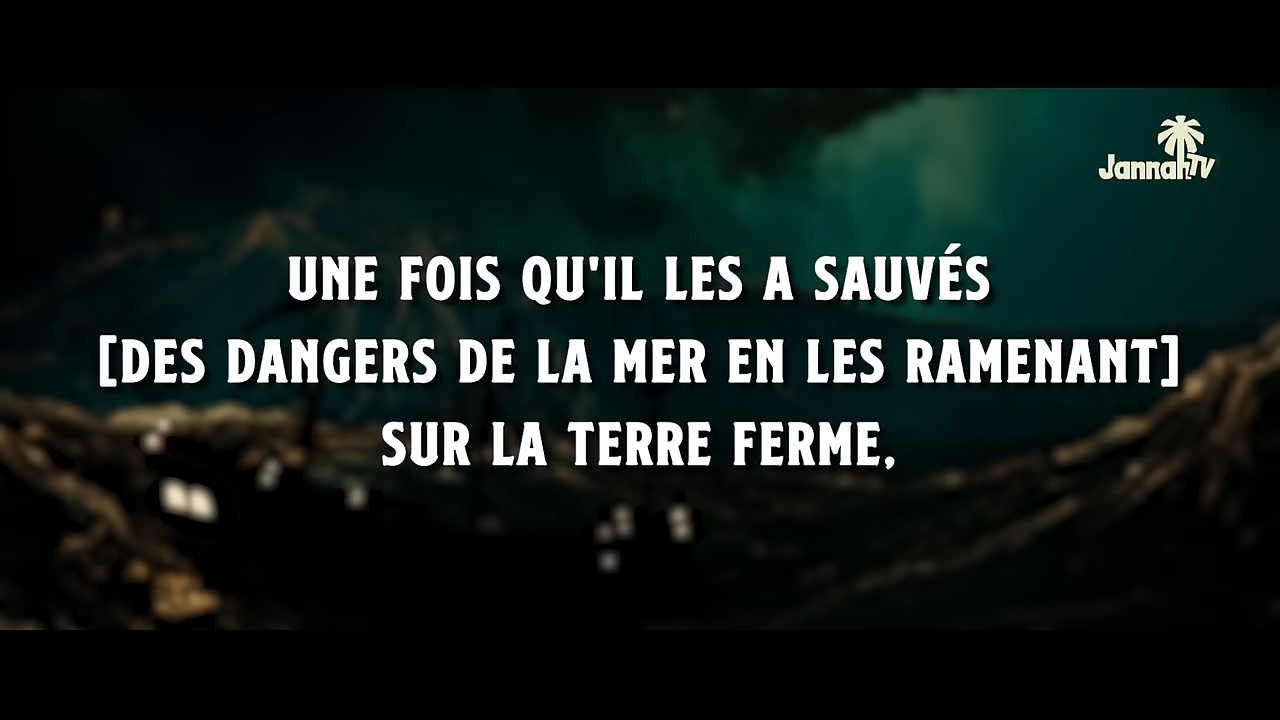 JannahTV
UNE FOIS QU'IL LES A SAUVÉS
[DES DANGERS DE LA MER EN LES RAMENANT]
SUR LA TERRE FERME,